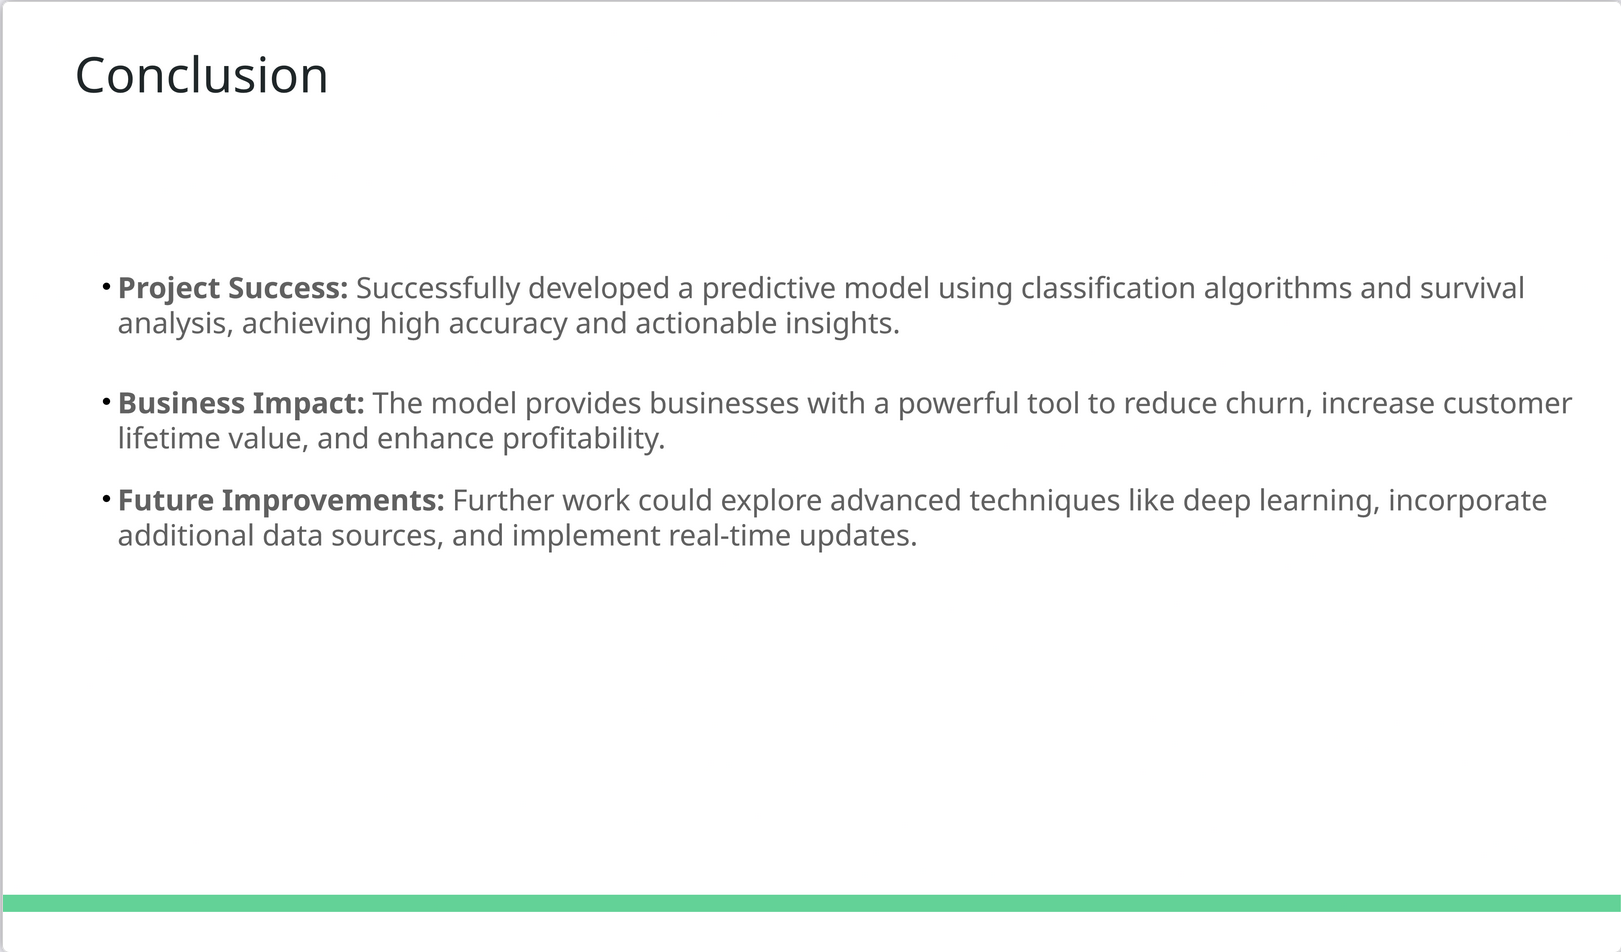 Conclusion
• Project Success: Successfully developed a predictive model using classification algorithms and survival
analysis, achieving high accuracy and actionable insights.
• Business Impact: The model provides businesses with a powerful tool to reduce churn, increase customer
lifetime value, and enhance profitability.
• Future Improvements: Further work could explore advanced techniques like deep learning, incorporate
additional data sources, and implement real-time updates.